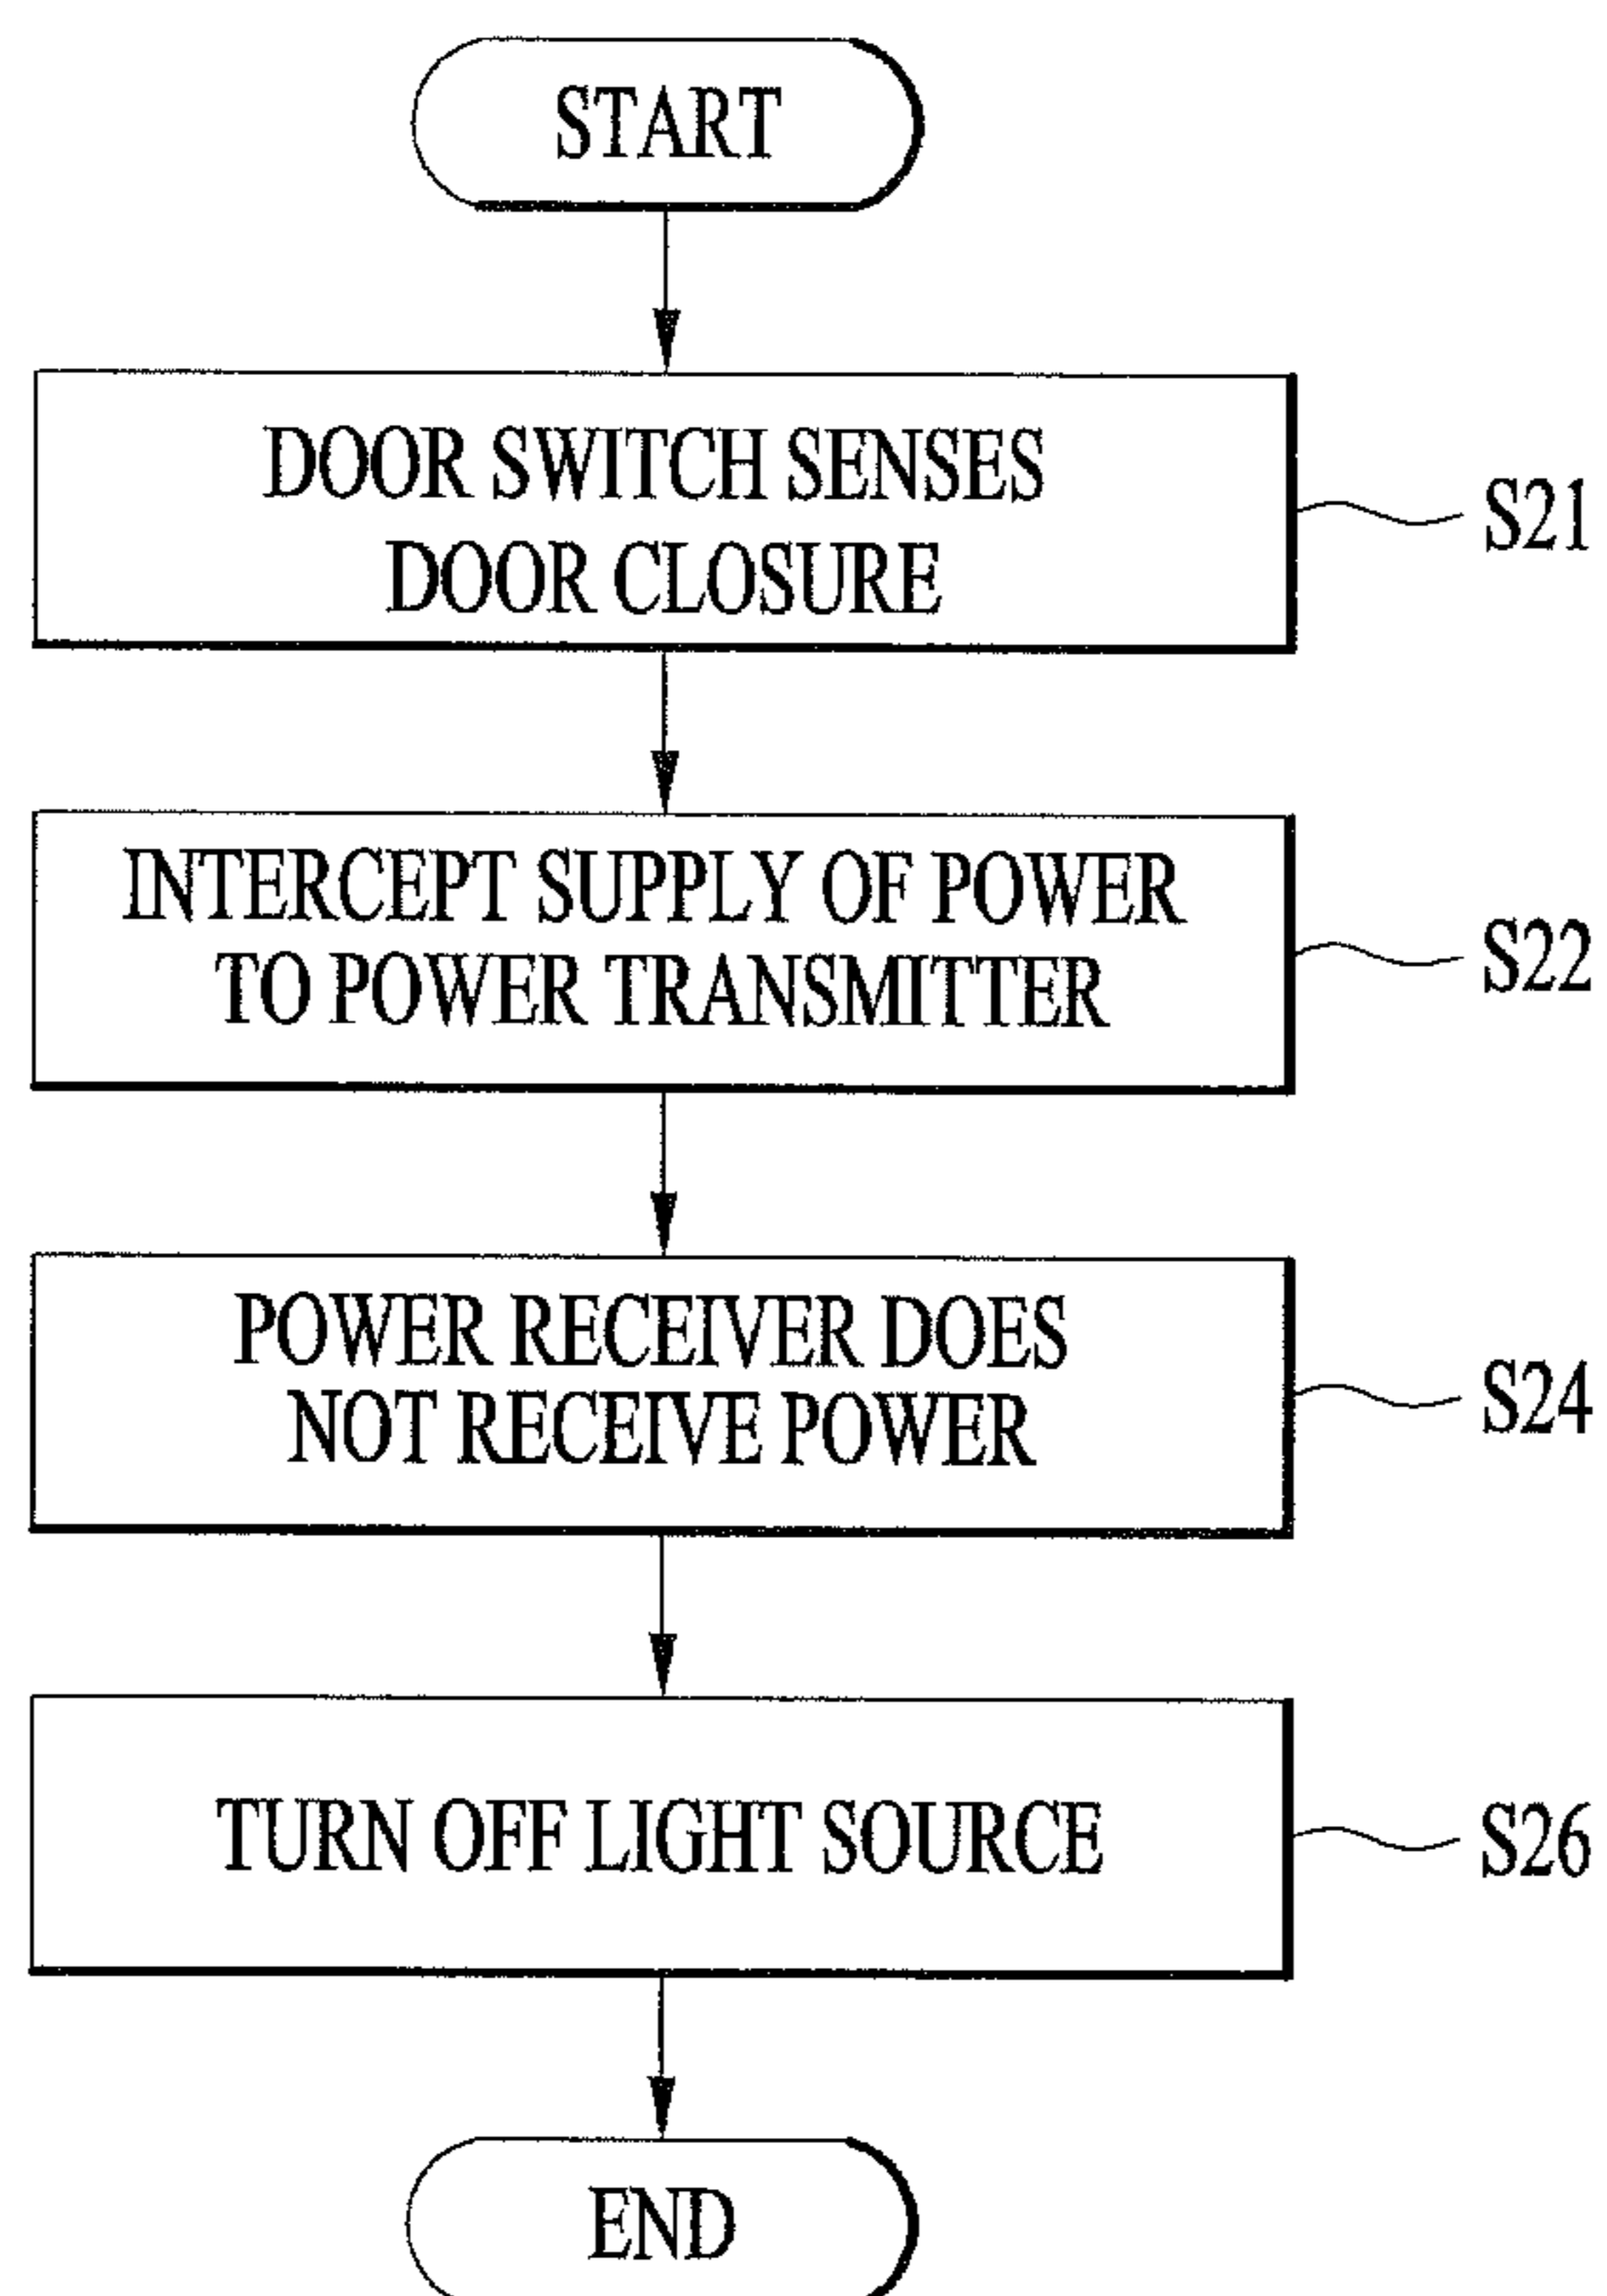 START
DOOR SWITCH SENSES
DOOR CLOSURE
S21
INTERCEPT SUPPLY OF POWER
TO POWER TRANSMITTER
S22
POWER RECEIVER DOES
NOT RECEIVE POWER
S24
TURN OFF LIGHT SOURCE
S26
END